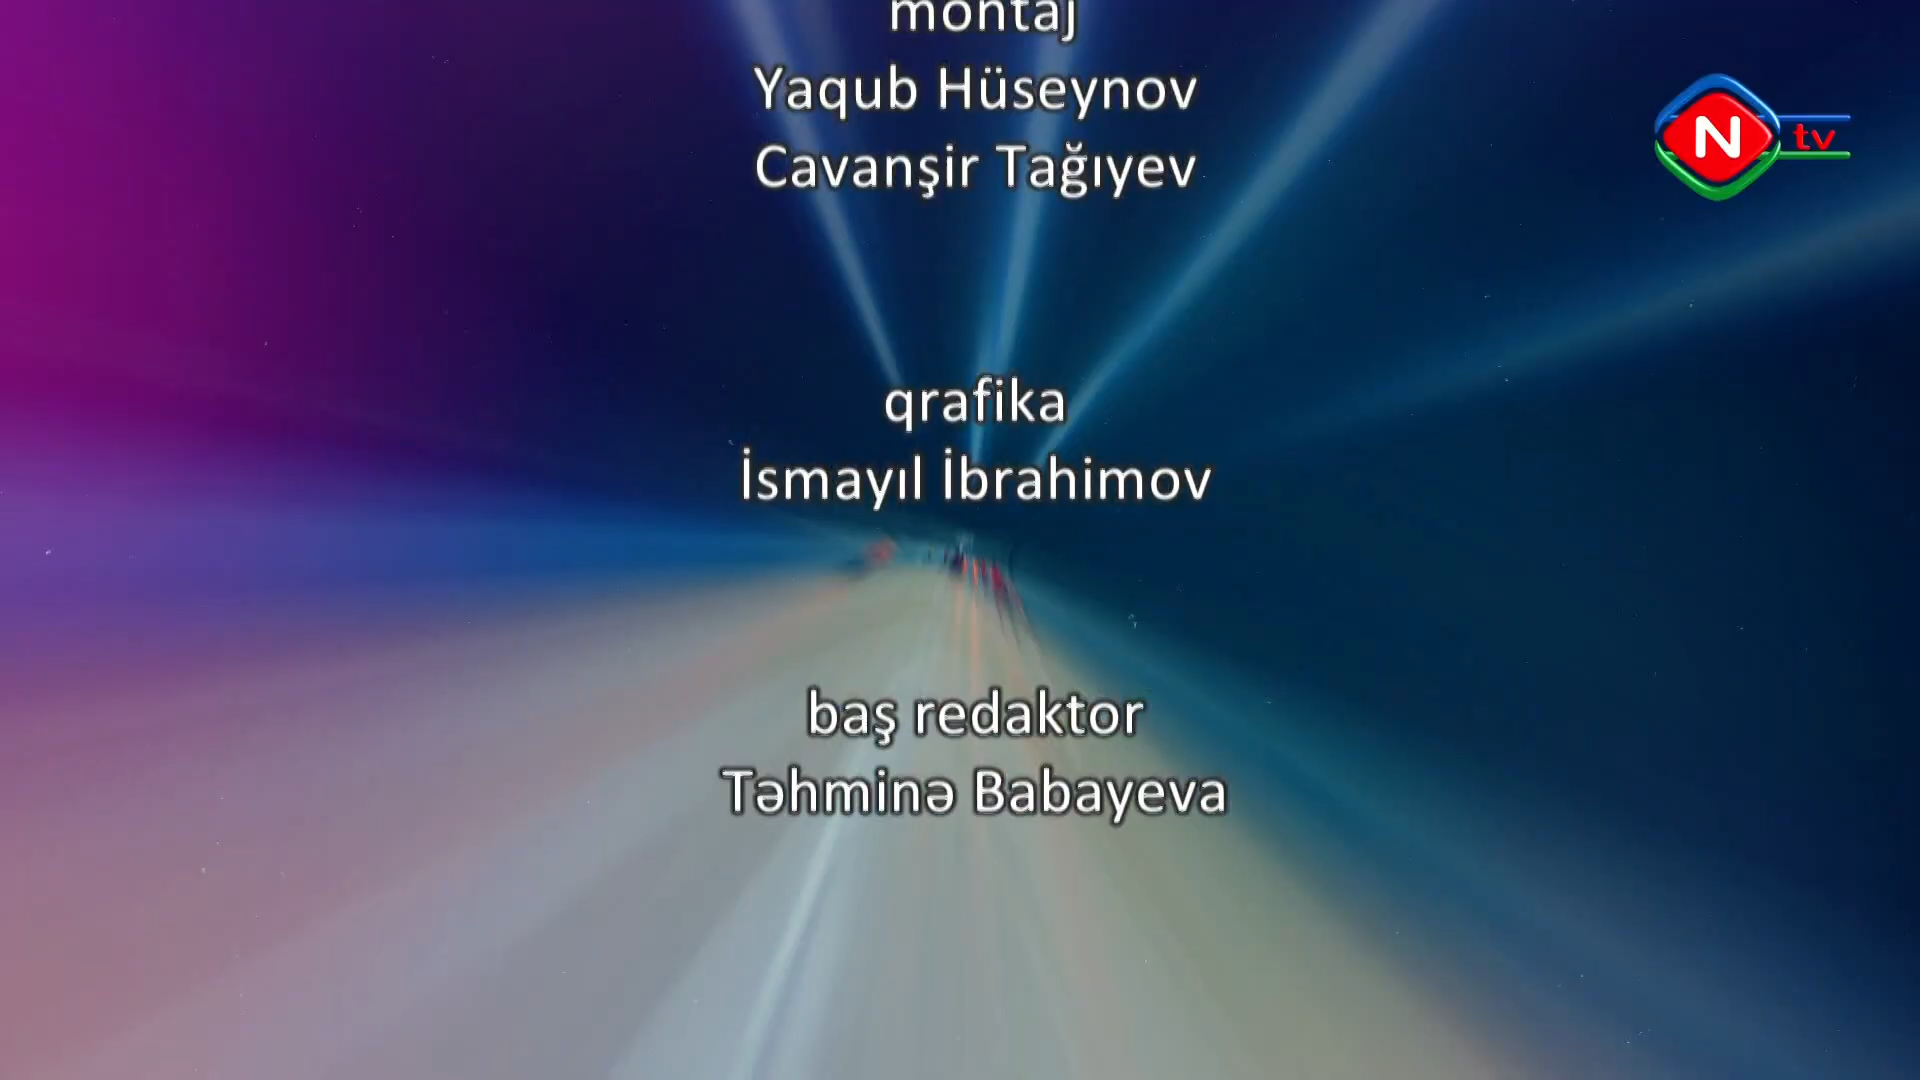 montaj
Yaqub Hüseynov
Cavanşir Tağıyev
N tv
qrafika
İsmayıl İbrahimov
baş redaktor
Təhminə Babayeva